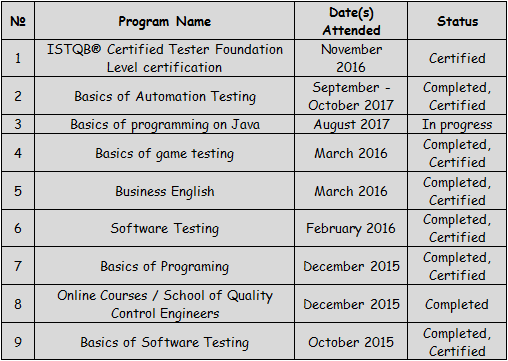 № Program Name Date(s) Attended Status
1 ISTQB® Certified Tester Foundation Level certification November 2016 Certified
2 Basics of Automation Testing September - October 2017 Completed, Certified
3 Basics of programming on Java August 2017 In progress
4 Basics of game testing March 2016 Completed, Certified
5 Business English March 2016 Completed, Certified
6 Software Testing February 2016 Completed, Certified
7 Basics of Programing December 2015 Completed, Certified
8 Online Courses / School of Quality Control Engineers December 2015 Completed
9 Basics of Software Testing October 2015 Completed, Certified